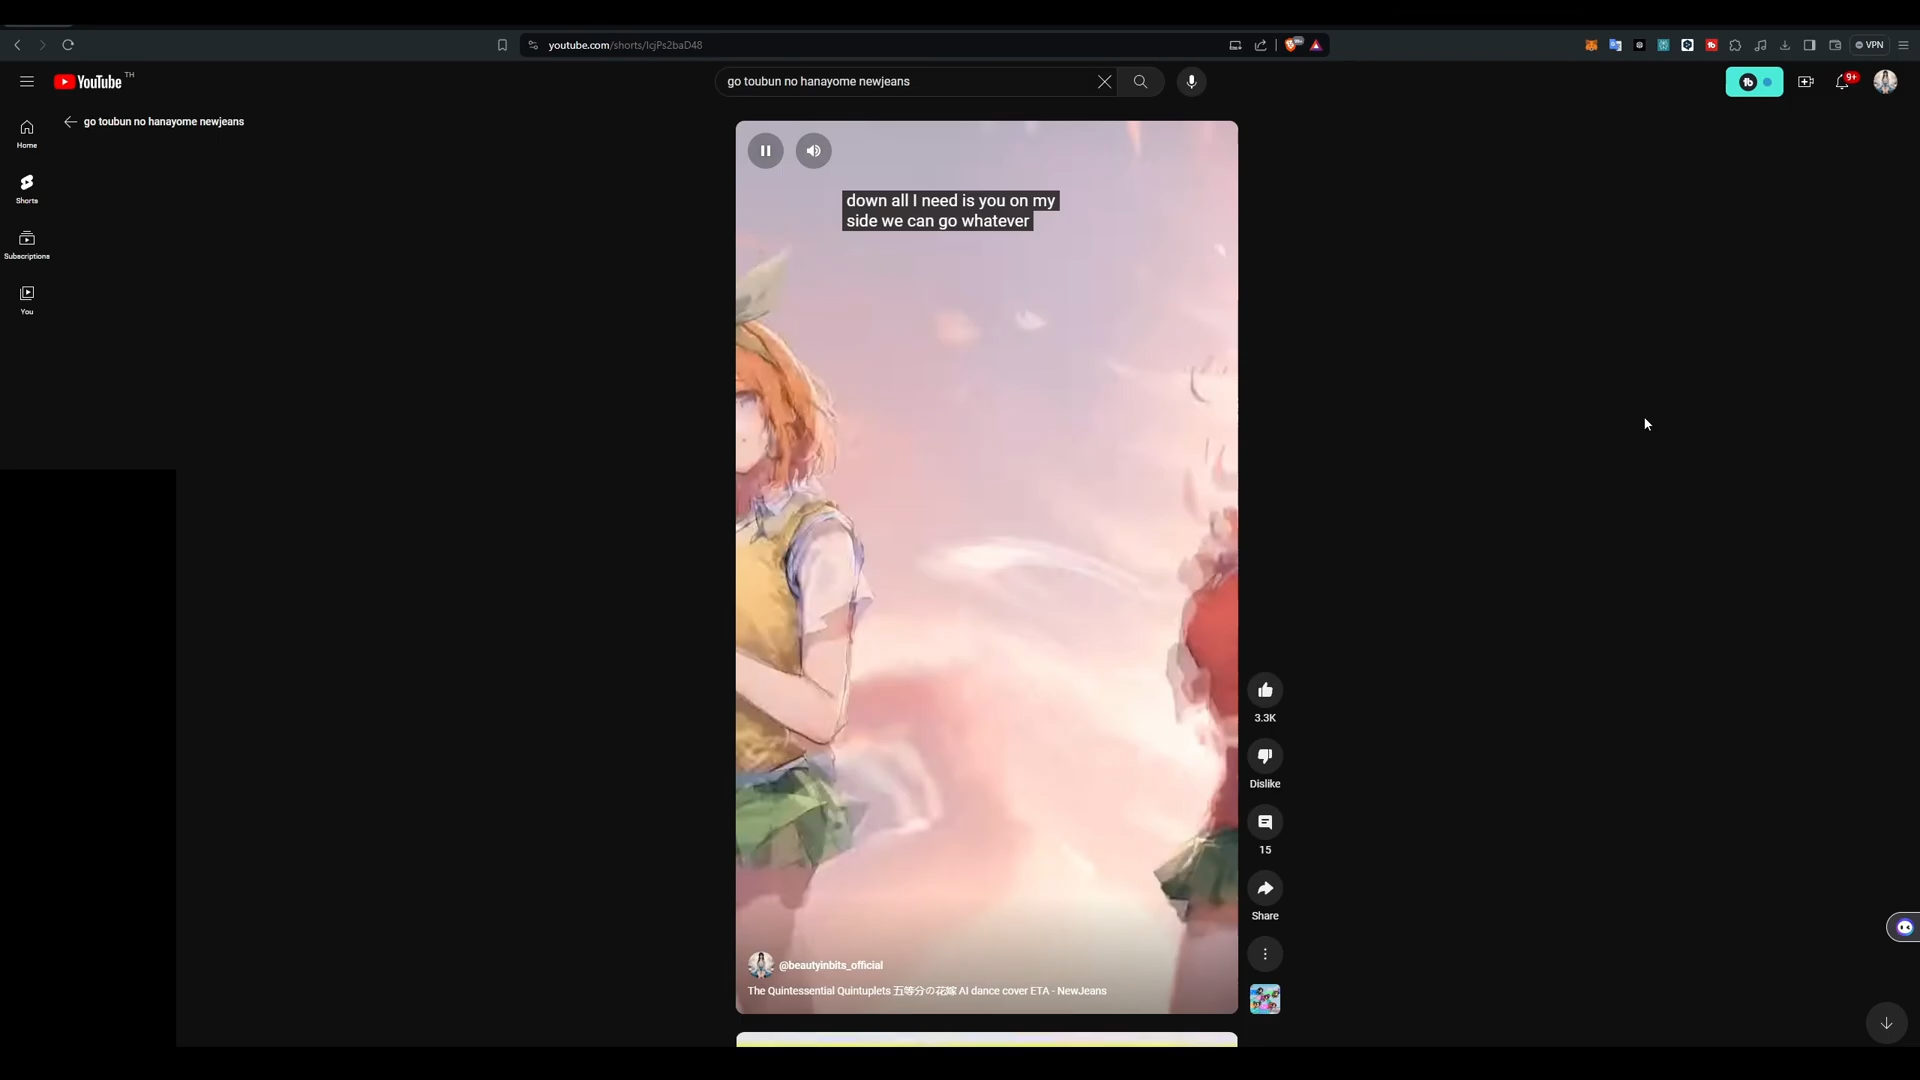 youtube.com/shorts/lcjPs2baD48
VPN
YouTube TH
go toubun no hanayome newjeans
9+
go toubun no hanayome newjeans
Home
Shorts
Subscriptions
You
down all I need is you on my
side we can go whatever
3.3K
Dislike
15
Share
@beautyinbits_official
The Quintessential Quintuplets 五等分の花嫁 AI dance cover ETA - NewJeans